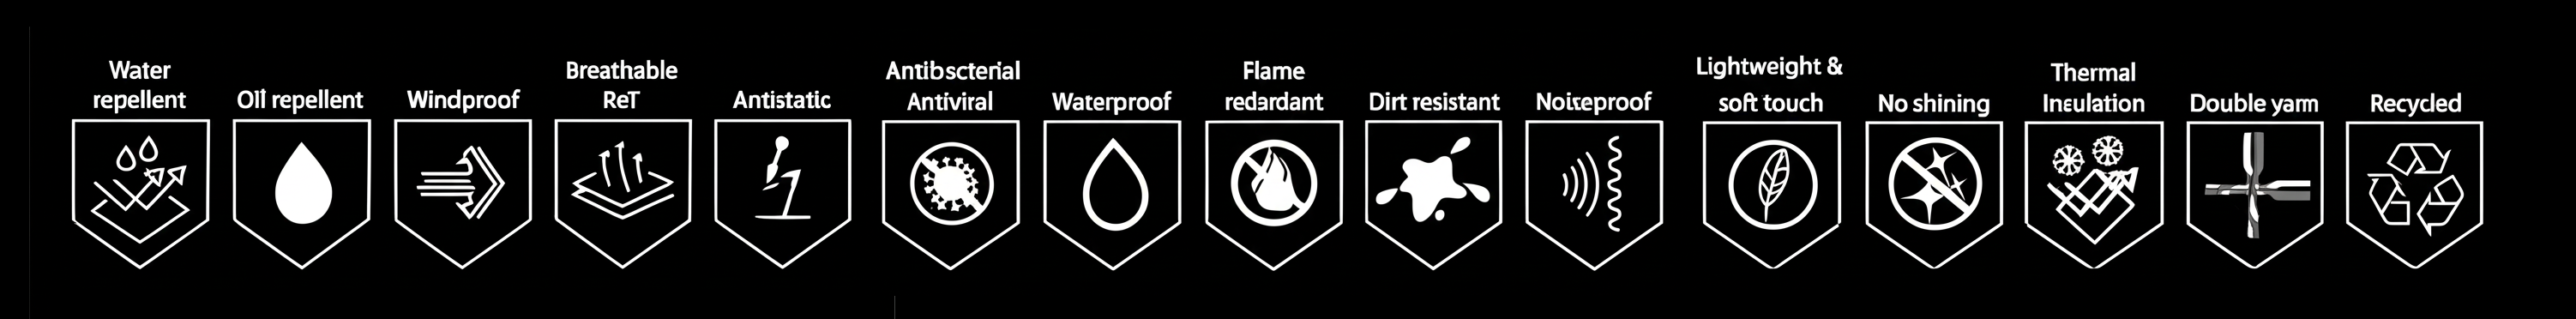 Water
repellent
Oil repellent
Windproof
Breathable
ReT
Antistatic
Antibscterial
Antiviral
Waterproof
Flame
redardant
Dirt resistant
Noiseproof
Lightweight &
soft touch
No shining
Thermal
Insulation
Double yarn
Recycled